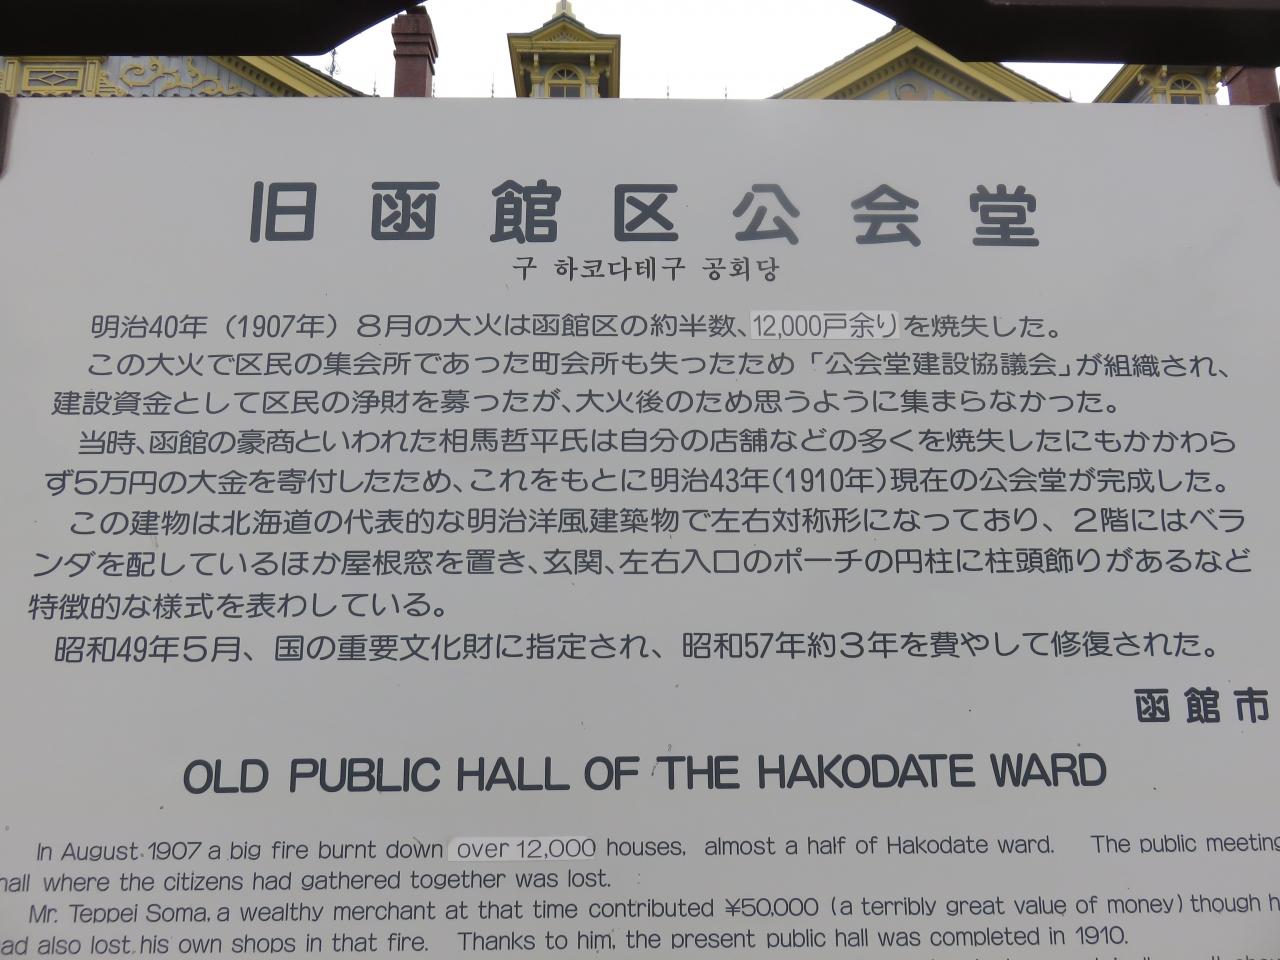 旧函館区公会堂
구 하코다테구 공회당
明治40年（1907年）８月の大火は函館区の約半数、12,000戸余りを焼失した。
この大火で区民の集会所であった町会所も失ったため「公会堂建設協議会」が組織され、
建設資金として区民の浄財を募ったが、大火後のため思うように集まらなかった。
当時、函館の豪商といわれた相馬哲平氏は自分の店舗などの多くを焼失したにもかかわら
ず５万円の大金を寄付したため、これをもとに明治43年(1910年)現在の公会堂が完成した。
この建物は北海道の代表的な明治洋風建築物で左右対称形になっており、２階にはベラ
ンダを配しているほか屋根窓を置き、玄関、左右入口のポーチの円柱に柱頭飾りがあるなど
特徴的な様式を表わしている。
昭和49年５月、国の重要文化財に指定され、昭和57年約３年を費やして修復された。
函館市
OLD PUBLIC HALL OF THE HAKODATE WARD
In August 1907 a big fire burnt down over 12,000 houses, almost a half of Hakodate ward. The public meeting
hall where the citizens had gathered together was lost.
Mr. Teppei Soma, a wealthy merchant at that time contributed ¥50,000 (a terribly great value of money) though h
ad also lost his own shops in that fire. Thanks to him, the present public hall was completed in 1910.